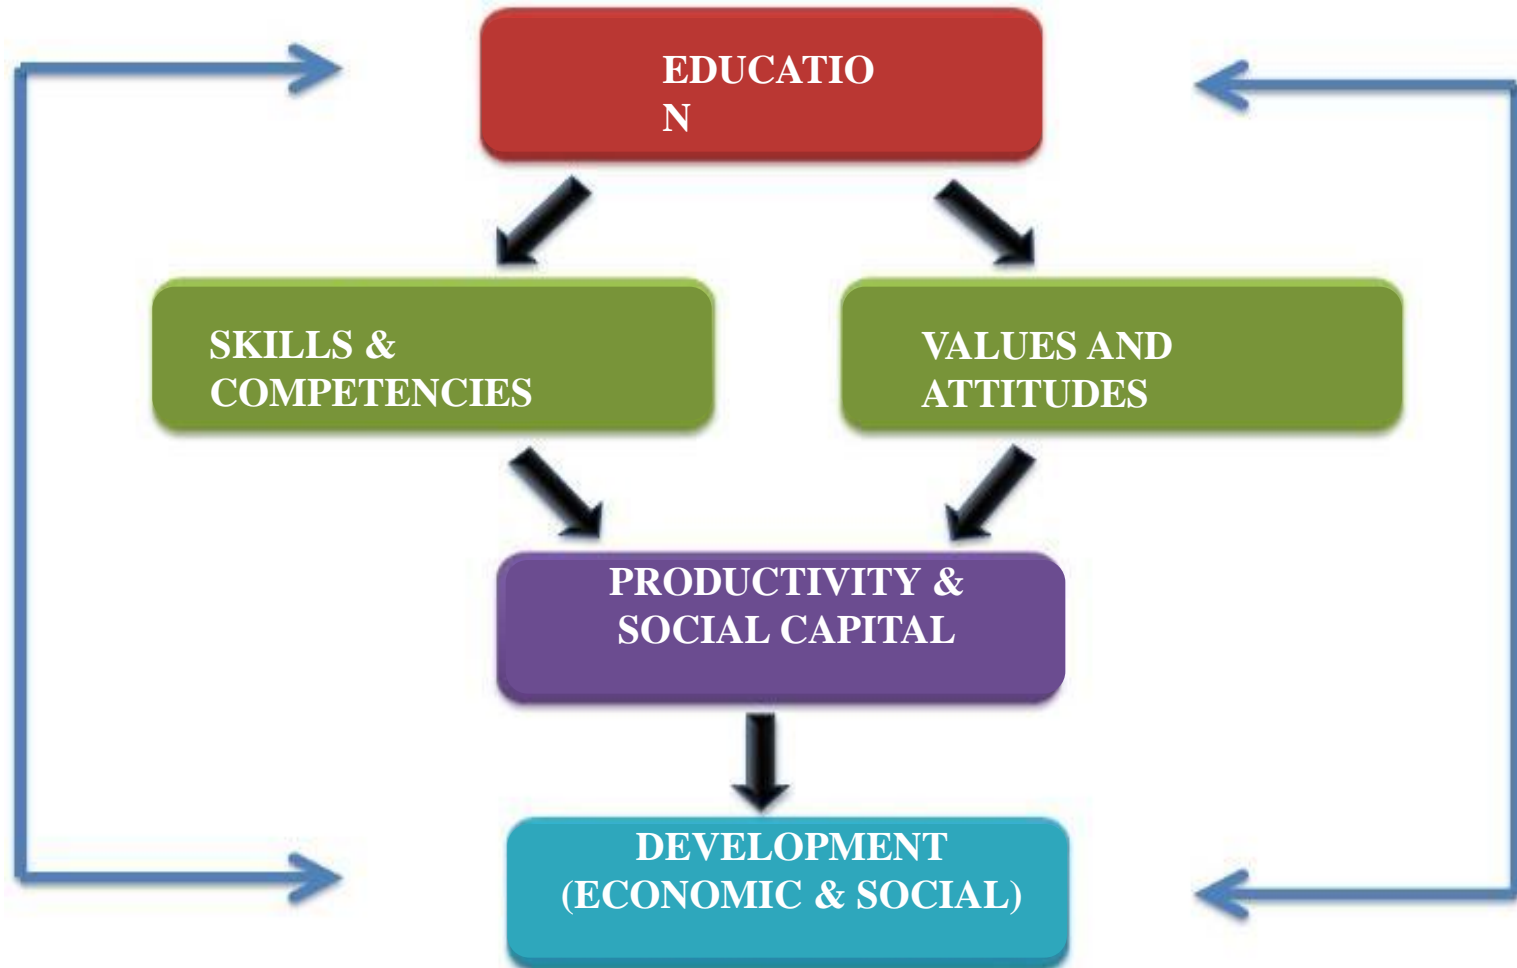 EDUCATIO
N
SKILLS &
COMPETENCIES
VALUES AND
ATTITUDES
PRODUCTIVITY &
SOCIAL CAPITAL
DEVELOPMENT
(ECONOMIC & SOCIAL)